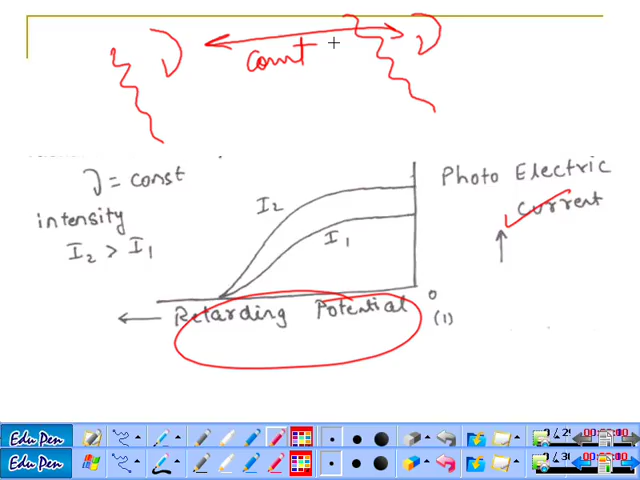 const
ν = const
Photo Electric
Current
intensity
I2 > I1
I2
I1
0
Retarding Potential
(1)
Edu Pen
Edu Pen